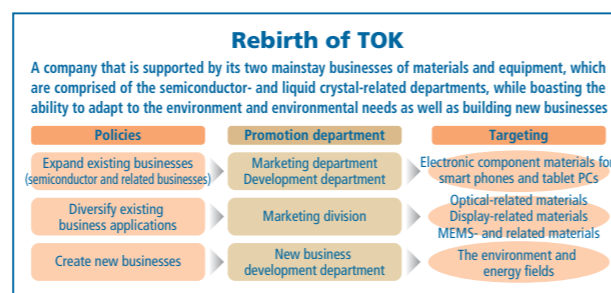 Rebirth of TOK
A company that is supported by its two mainstay businesses of materials and equipment, which
are comprised of the semiconductor- and liquid crystal-related departments, while boasting the
ability to adapt to the environment and environmental needs as well as building new businesses
Policies
Promotion department
Targeting
Expand existing businesses
(semiconductor and related businesses)
Marketing department
Development department
Electronic component materials for
smart phones and tablet PCs
Diversify existing
business applications
Marketing division
Optical-related materials
Display-related materials
MEMS- and related materials
Create new businesses
New business
development department
The environment and
energy fields